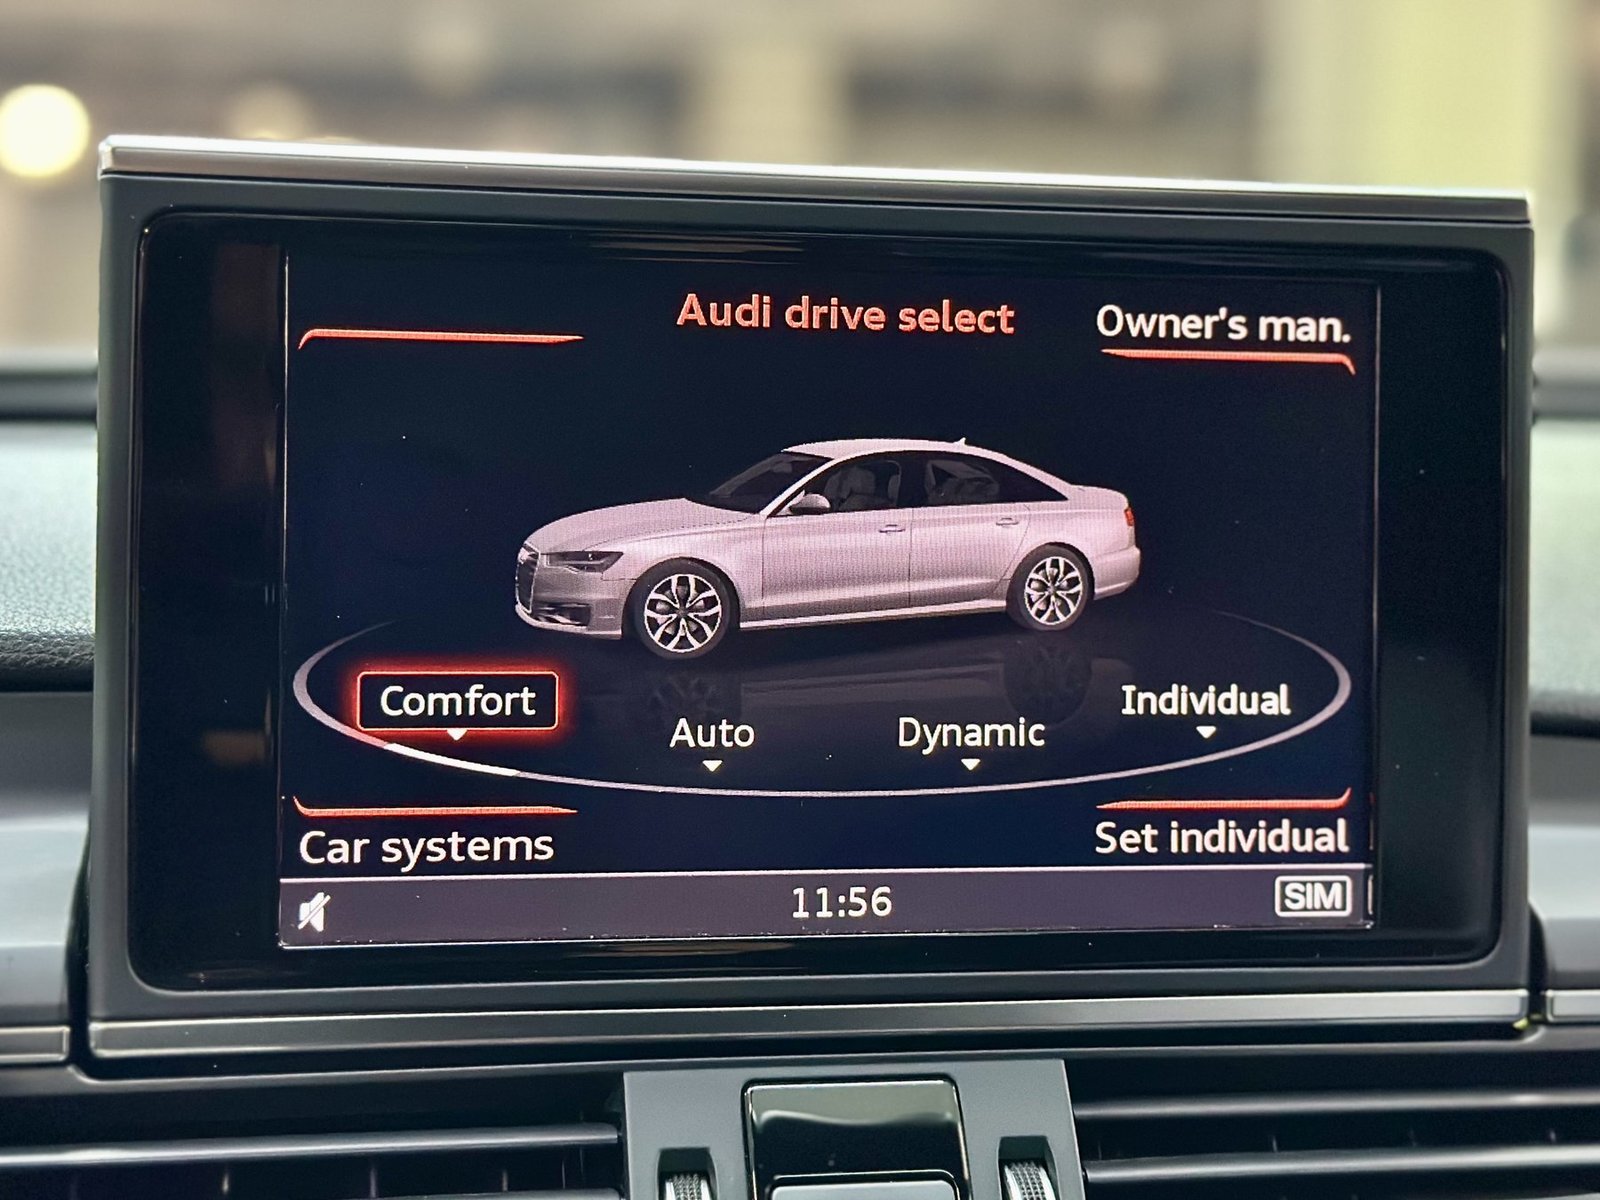 Audi drive select
Owner's man.
Comfort
Auto
Dynamic
Individual
Car systems
Set individual
11:56
SIM